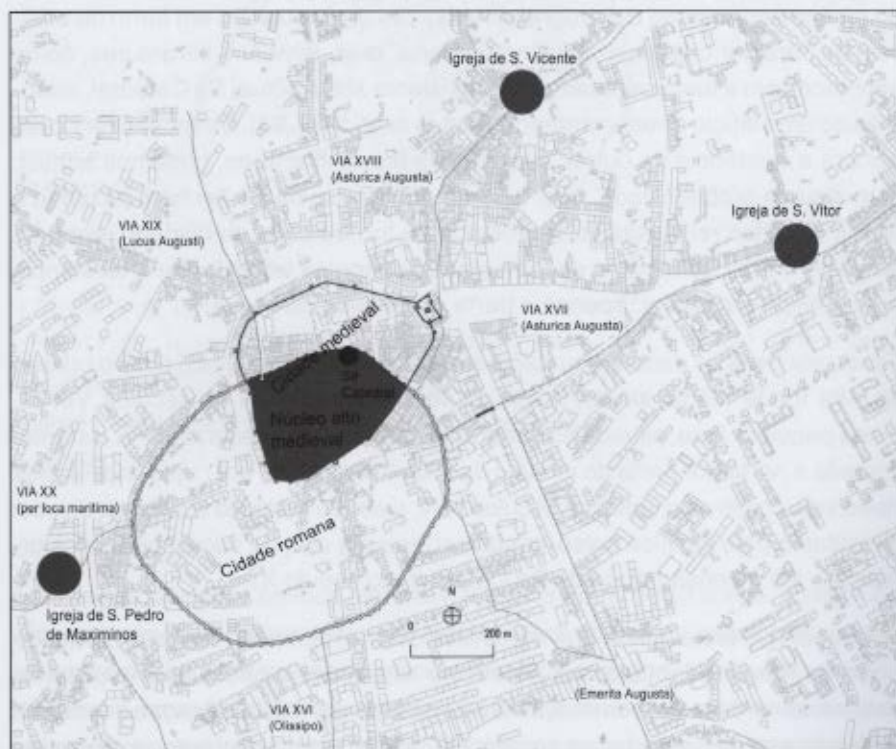 Igreja de S. Vicente
VIA XVIII
(Asturica Augusta)
Igreja de S. Vitor
VIA XIX
(Lucus Augusti)
VIA XVII
(Asturica Augusta)
Cidade medieval
Sé
Catedral
Núcleo alto
medieval
VIA XX
(per loca maritima)
Cidade romana
Igreja de S. Pedro
de Maximinos
N
0
200 m
(Emerita Augusta)
VIA XVI
(Olissipo)